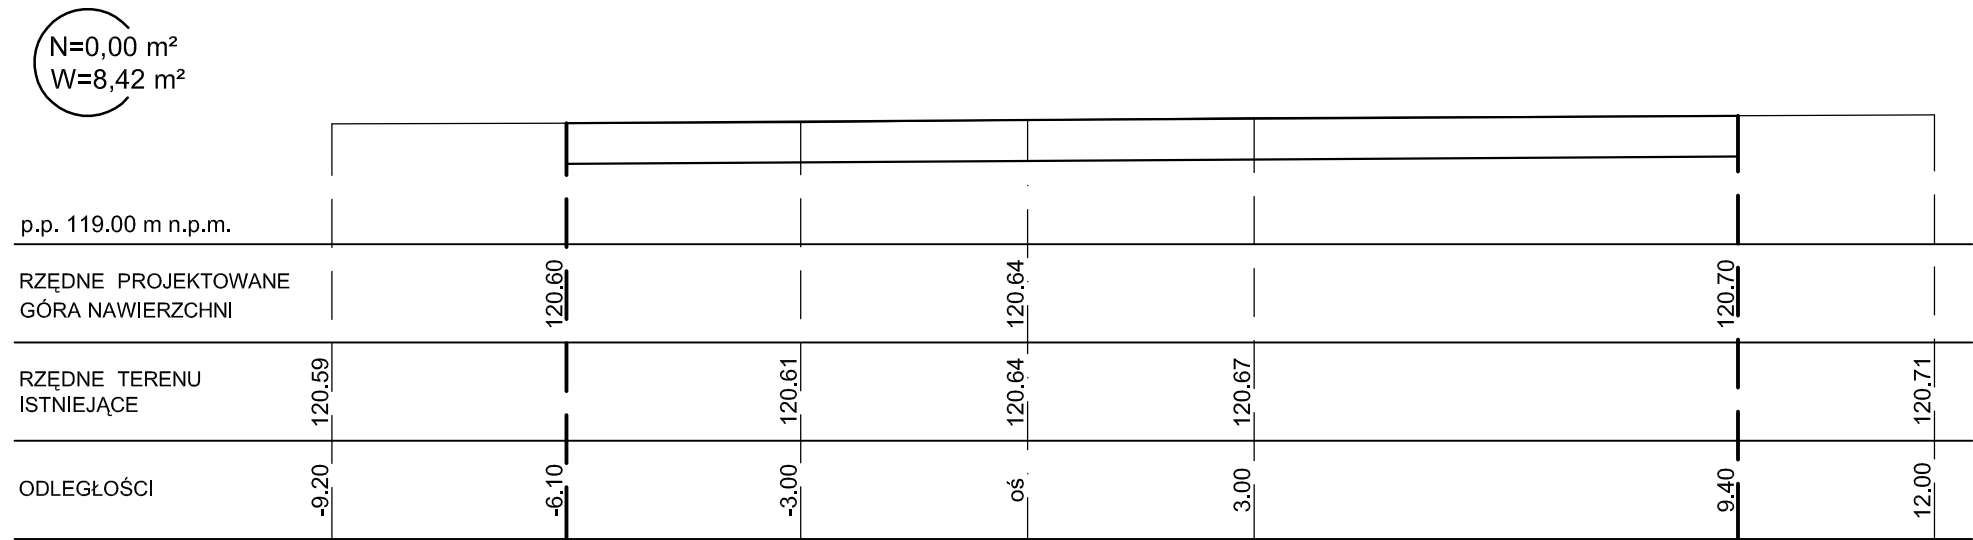 N=0,00 m²
W=8,42 m²
p.p. 119.00 m n.p.m.
RZĘDNE PROJEKTOWANE
GÓRA NAWIERZCHNI
120.60
120.64
120.70
RZĘDNE TERENU
ISTNIEJĄCE
120.59
120.61
120.64
120.67
120.71
ODLEGŁOŚCI
-9.20
-6.10
-3.00
oś
3.00
9.40
12.00